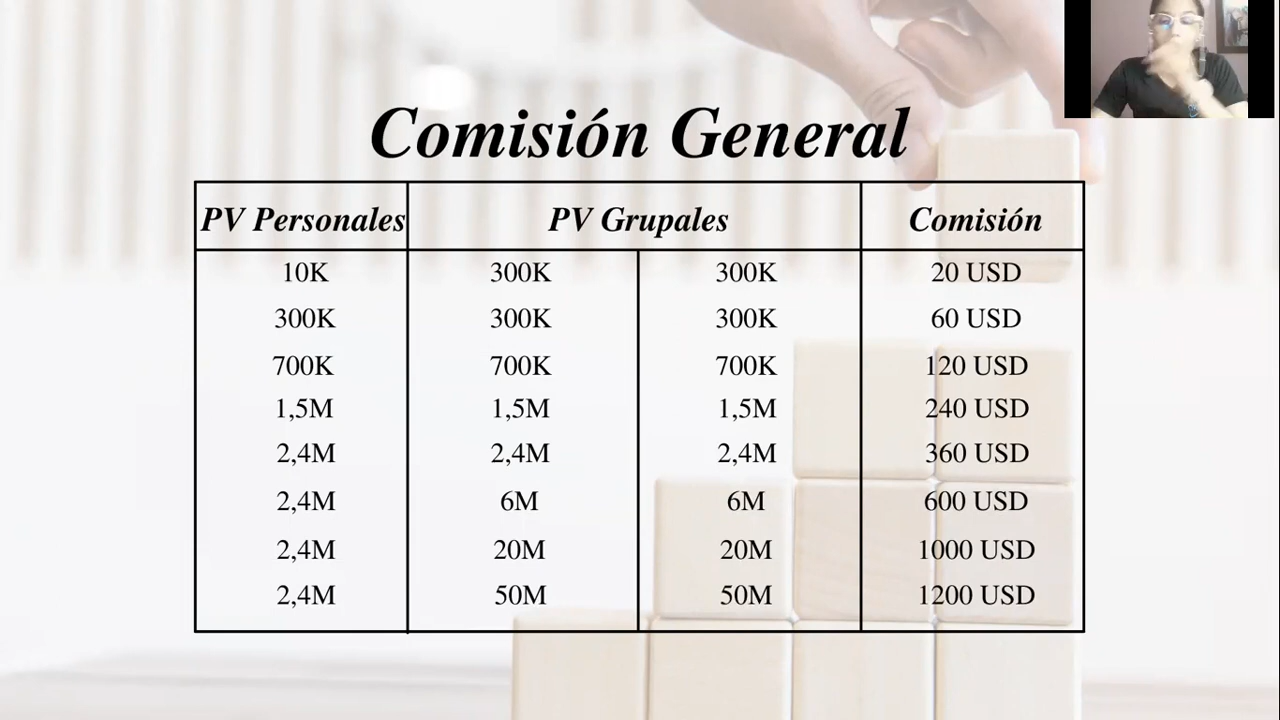 Comisión General
PV Personales PV Grupales Comisión
10K 300K 300K 20 USD
300K 300K 300K 60 USD
700K 700K 700K 120 USD
1,5M 1,5M 1,5M 240 USD
2,4M 2,4M 2,4M 360 USD
2,4M 6M 6M 600 USD
2,4M 20M 20M 1000 USD
2,4M 50M 50M 1200 USD